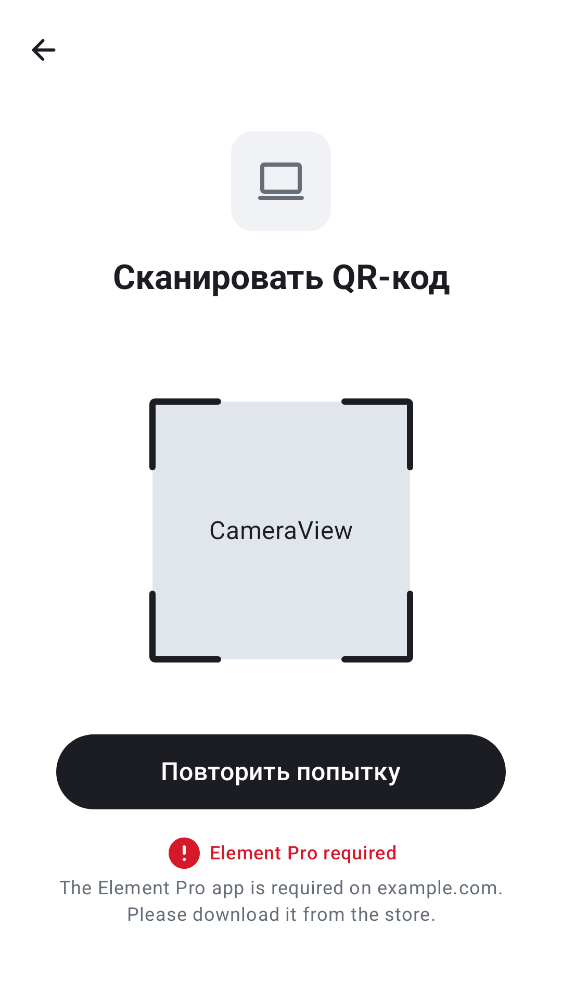 Сканировать QR-код
CameraView
Повторить попытку
Element Pro required
The Element Pro app is required on example.com.
Please download it from the store.